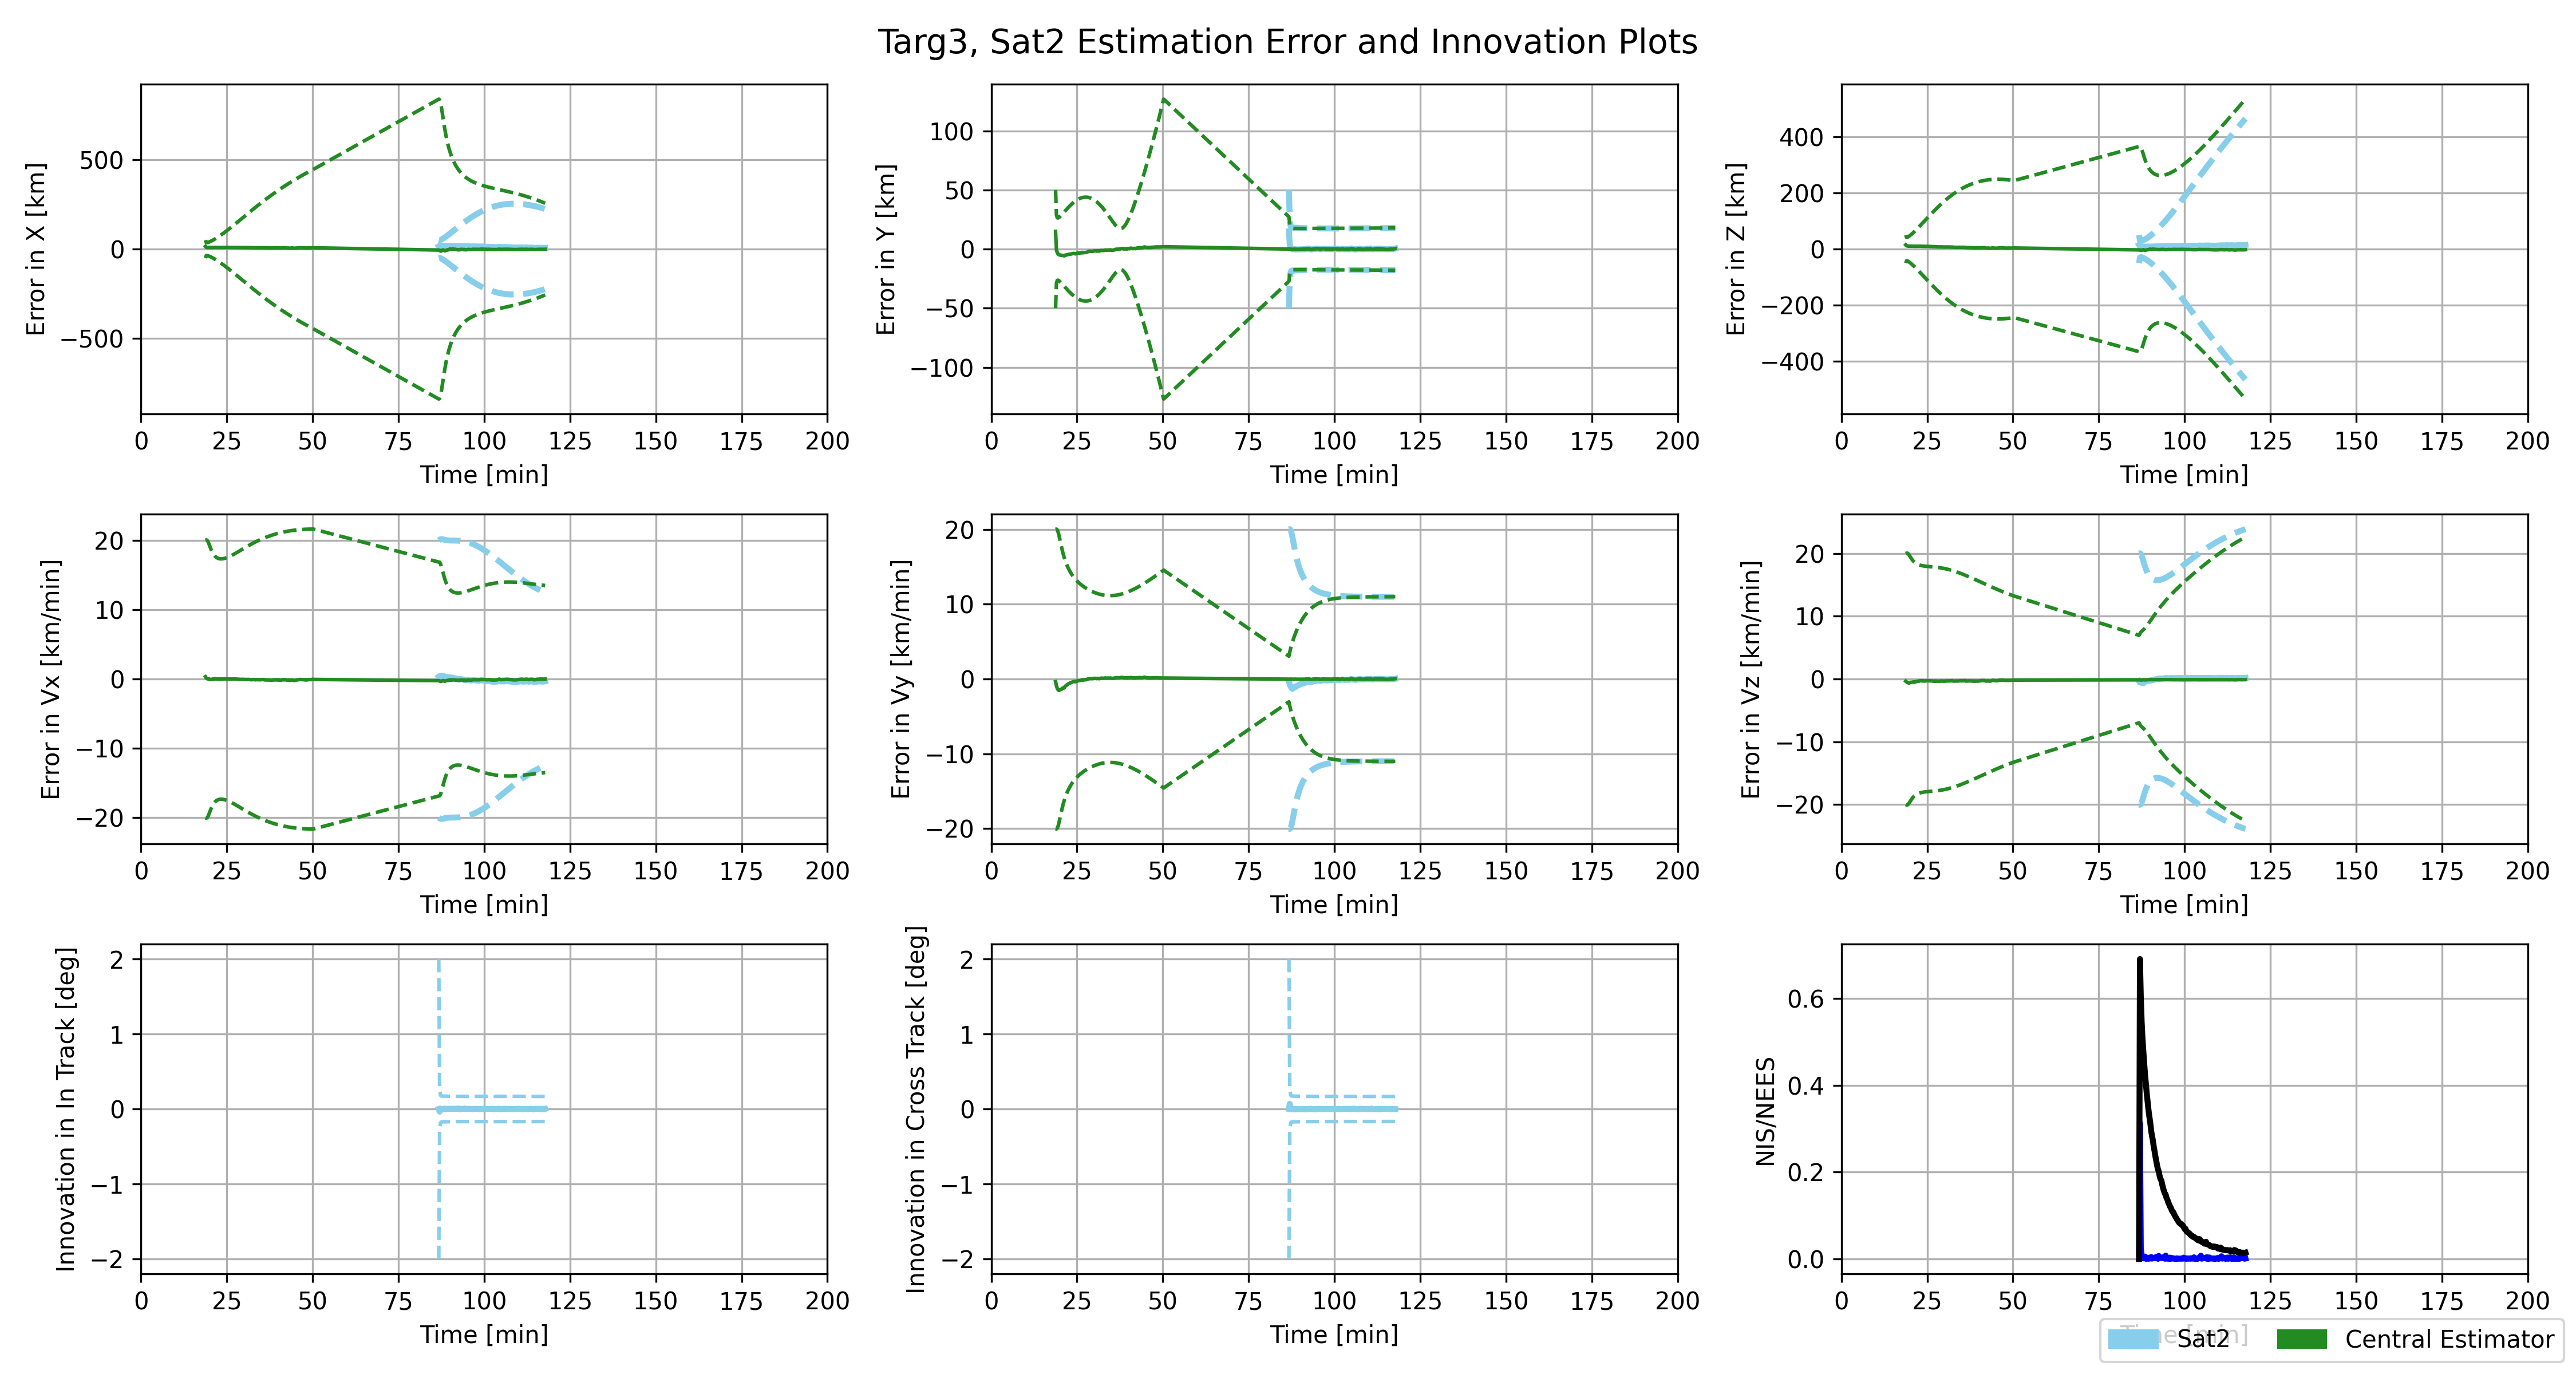 Targ3, Sat2 Estimation Error and Innovation Plots
Error in X [km]
500
0
−500
0 25 50 75 100 125 150 175 200
Time [min]
Error in Y [km]
100
50
0
−50
−100
0 25 50 75 100 125 150 175 200
Time [min]
Error in Z [km]
400
200
0
−200
−400
0 25 50 75 100 125 150 175 200
Time [min]
Error in Vx [km/min]
20
10
0
−10
−20
0 25 50 75 100 125 150 175 200
Time [min]
Error in Vy [km/min]
20
10
0
−10
−20
0 25 50 75 100 125 150 175 200
Time [min]
Error in Vz [km/min]
20
10
0
−10
−20
0 25 50 75 100 125 150 175 200
Time [min]
Innovation in In Track [deg]
2
1
0
−1
−2
0 25 50 75 100 125 150 175 200
Time [min]
Innovation in Cross Track [deg]
2
1
0
−1
−2
0 25 50 75 100 125 150 175 200
Time [min]
NIS/NEES
0.6
0.4
0.2
0.0
0 25 50 75 100 125 150 175 200
Time [min]
Sat2 Central Estimator